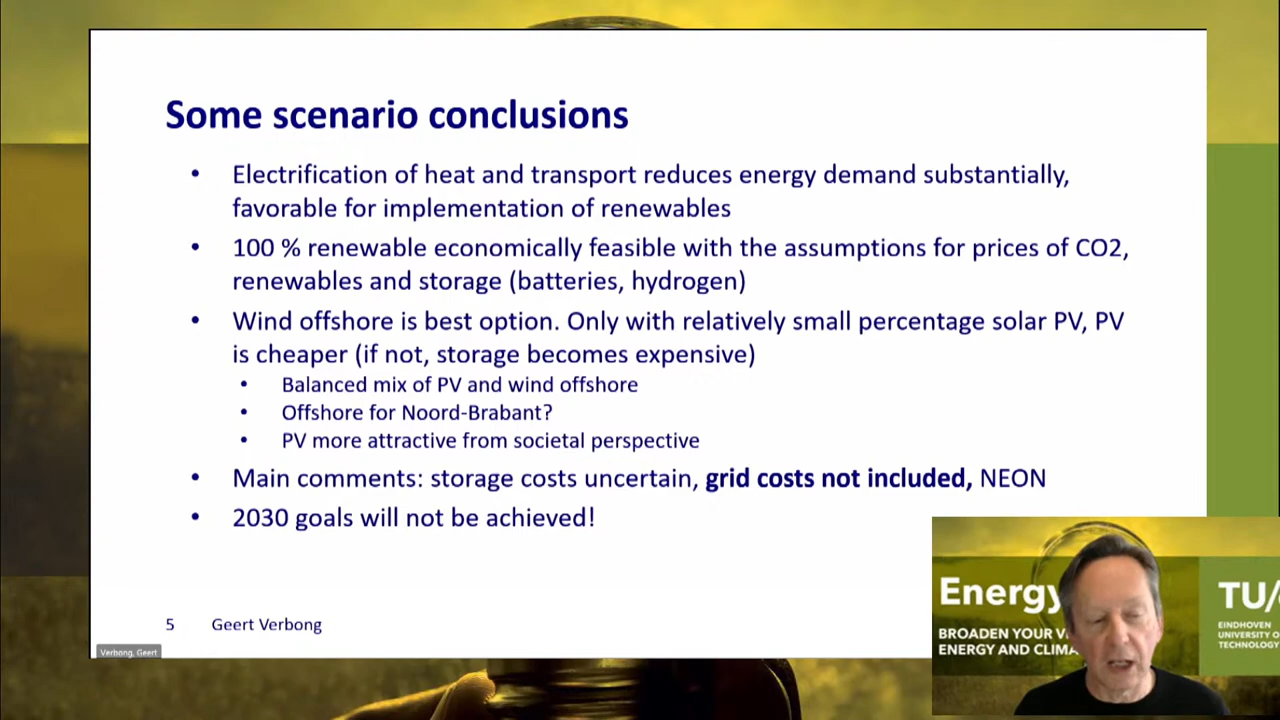 Some scenario conclusions
• Electrification of heat and transport reduces energy demand substantially,
favorable for implementation of renewables
• 100 % renewable economically feasible with the assumptions for prices of CO2,
renewables and storage (batteries, hydrogen)
• Wind offshore is best option. Only with relatively small percentage solar PV, PV
is cheaper (if not, storage becomes expensive)
• Balanced mix of PV and wind offshore
• Offshore for Noord-Brabant?
• PV more attractive from societal perspective
• Main comments: storage costs uncertain, grid costs not included, NEON
• 2030 goals will not be achieved!
5 Geert Verbong
Verbong, Geert
Energy
BROADEN YOUR
ENERGY AND
TU/
EINDHOVEN
UNIVERSITY
TECHNOLOGY